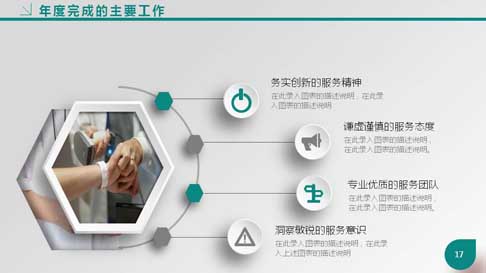 年度完成的主要工作
务实创新的服务精神
在此录入图表的描述说明，在此录
入图表的描述说明
谦虚谨慎的服务态度
在此录入图表的描述说明，
在此录入图表的描述说明。
专业优质的服务团队
在此录入图表的描述说明，
在此录入图表的描述说明。
洞察敏锐的服务意识
在此录入图表的描述说明，在此录
入上述图表的描述说明
17